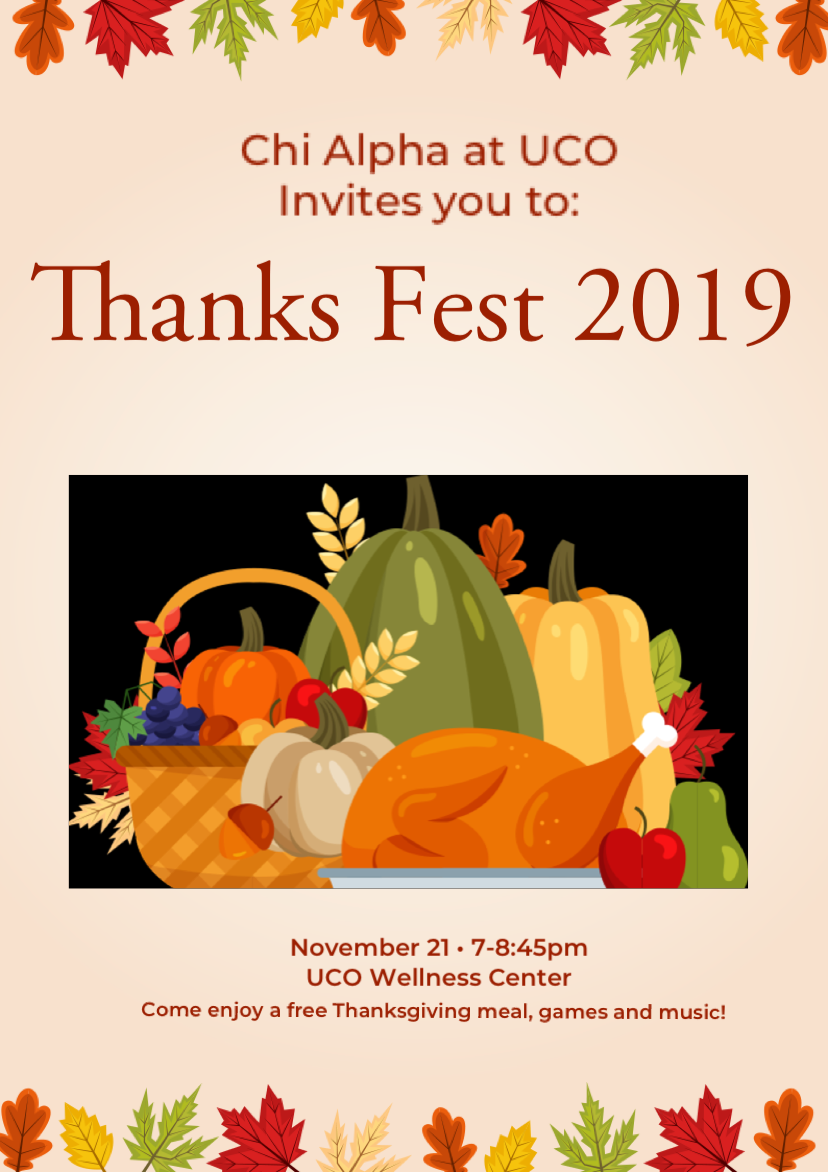 Chi Alpha at UCO
Invites you to:
Thanks Fest 2019
November 21 • 7-8:45pm
UCO Wellness Center
Come enjoy a free Thanksgiving meal, games and music!